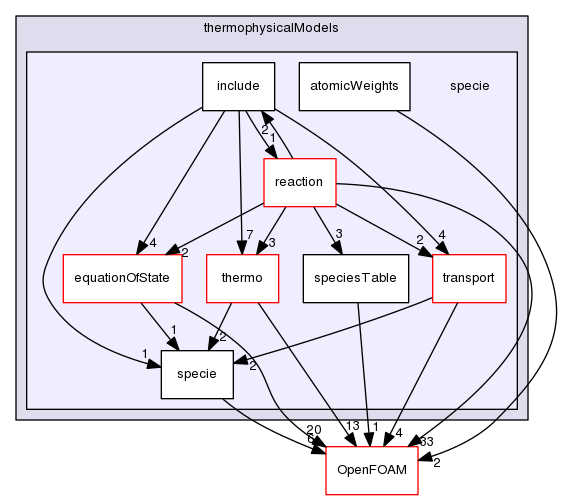 thermophysicalModels
include
atomicWeights
specie
2
1
reaction
7
3
3
2
4
4
2
equationOfState
thermo
speciesTable
transport
1
2
1
2
specie
20
6
13
1
4
33
2
OpenFOAM